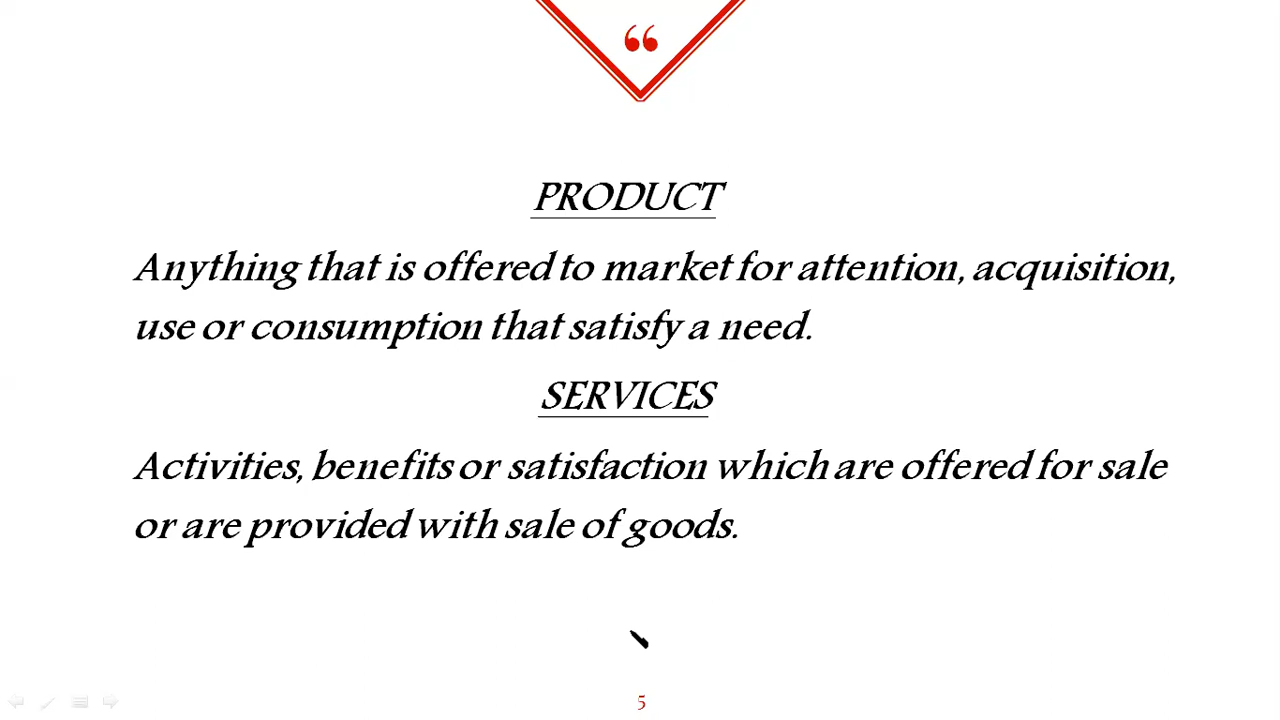 “
PRODUCT
Anything that is offered to market for attention, acquisition,
use or consumption that satisfy a need.
SERVICES
Activities, benefits or satisfaction which are offered for sale
or are provided with sale of goods.
5